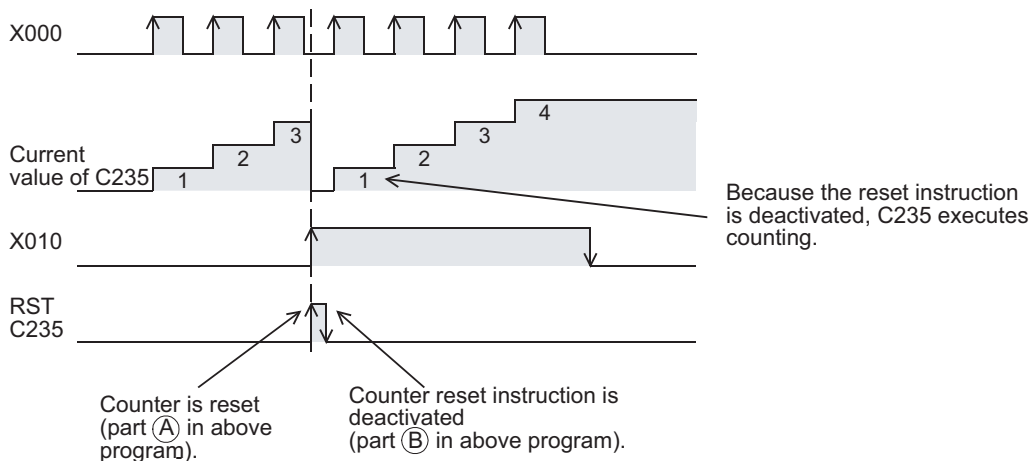 X000
Current
value of C235
1
2
3
1
2
3
4
Because the reset instruction
is deactivated, C235 executes
counting.
X010
RST
C235
Counter is reset
(part Ⓐ in above
program).
Counter reset instruction is
deactivated
(part Ⓑ in above program).